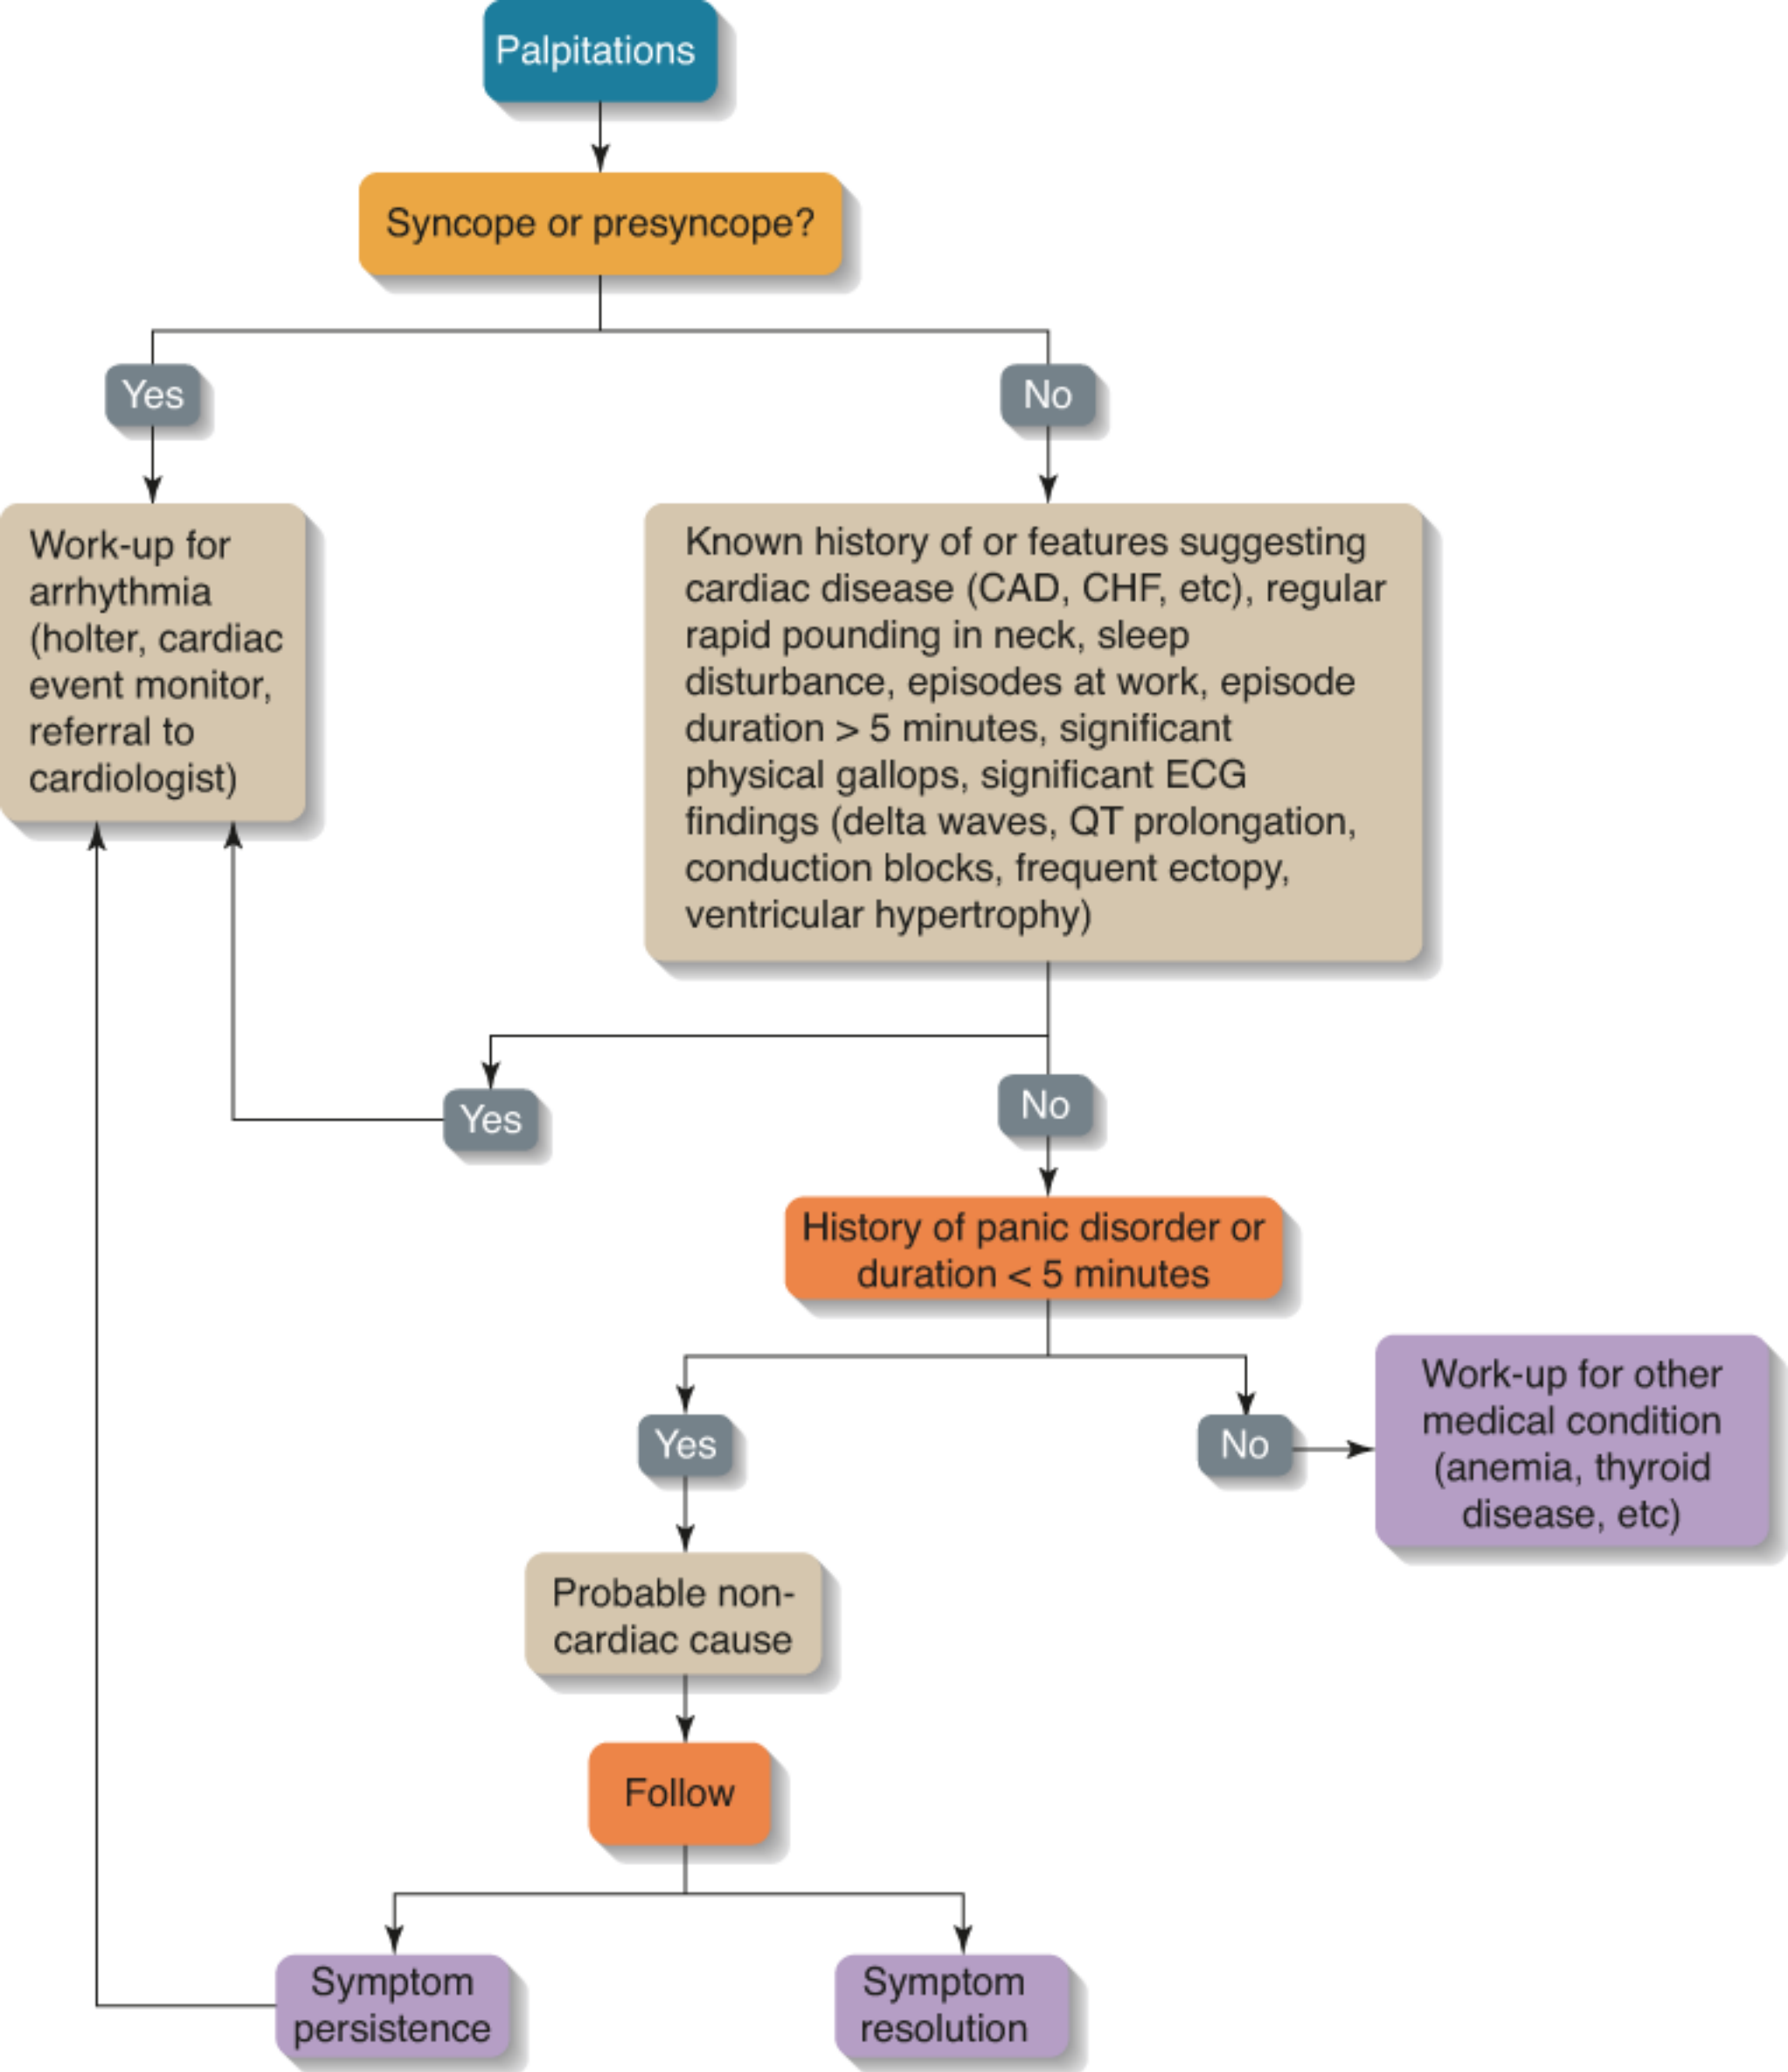 Palpitations
Syncope or presyncope?
Yes
No
Work-up for
arrhythmia
(holter, cardiac
event monitor,
referral to
cardiologist)
Known history of or features suggesting
cardiac disease (CAD, CHF, etc), regular
rapid pounding in neck, sleep
disturbance, episodes at work, episode
duration > 5 minutes, significant
physical gallops, significant ECG
findings (delta waves, QT prolongation,
conduction blocks, frequent ectopy,
ventricular hypertrophy)
Yes
No
History of panic disorder or
duration < 5 minutes
Yes
No
Work-up for other
medical condition
(anemia, thyroid
disease, etc)
Probable non-
cardiac cause
Follow
Symptom
persistence
Symptom
resolution